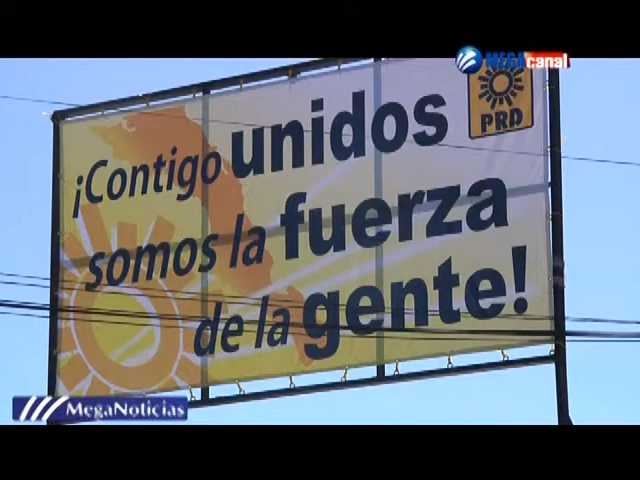 MEGAcanal
PRD
¡Contigo unidos
somos la fuerza
de la gente!
MegaNoticias